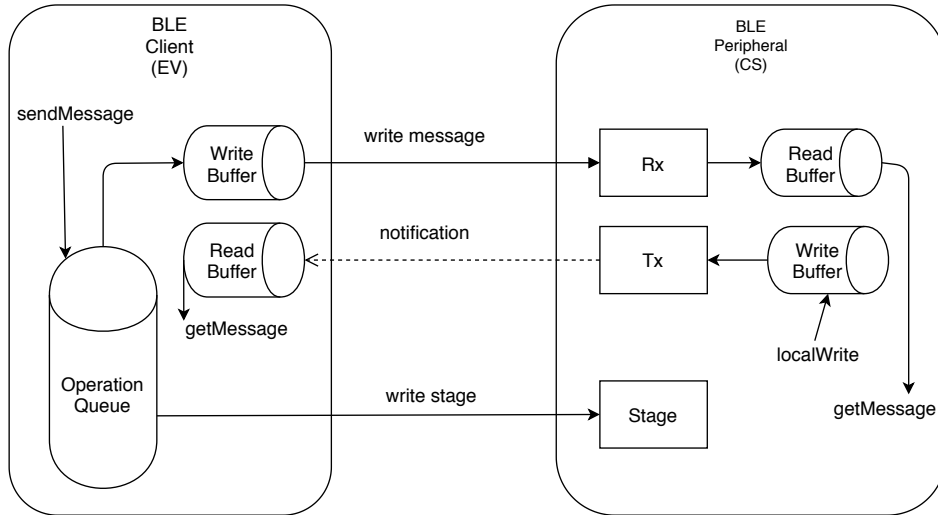 BLE
Client
(EV)
sendMessage
Write
Buffer
Read
Buffer
getMessage
Operation
Queue
write message
notification
write stage
BLE
Peripheral
(CS)
Rx
Read
Buffer
Tx
Write
Buffer
localWrite
Stage
getMessage